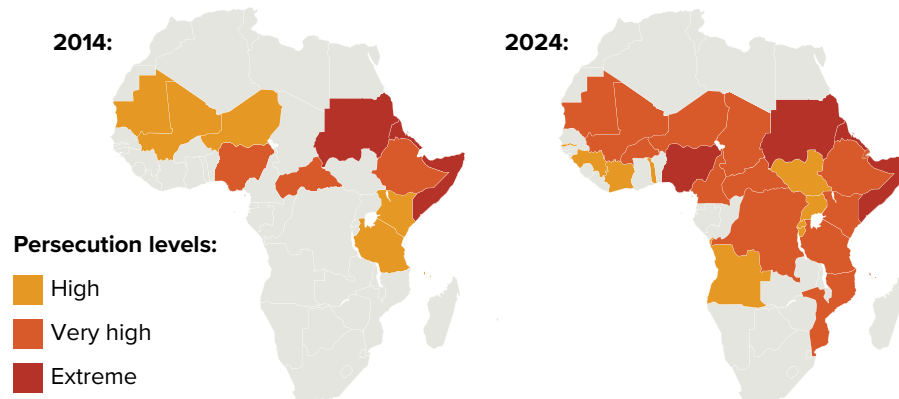 2014:
2024:
Persecution levels:
High
Very high
Extreme